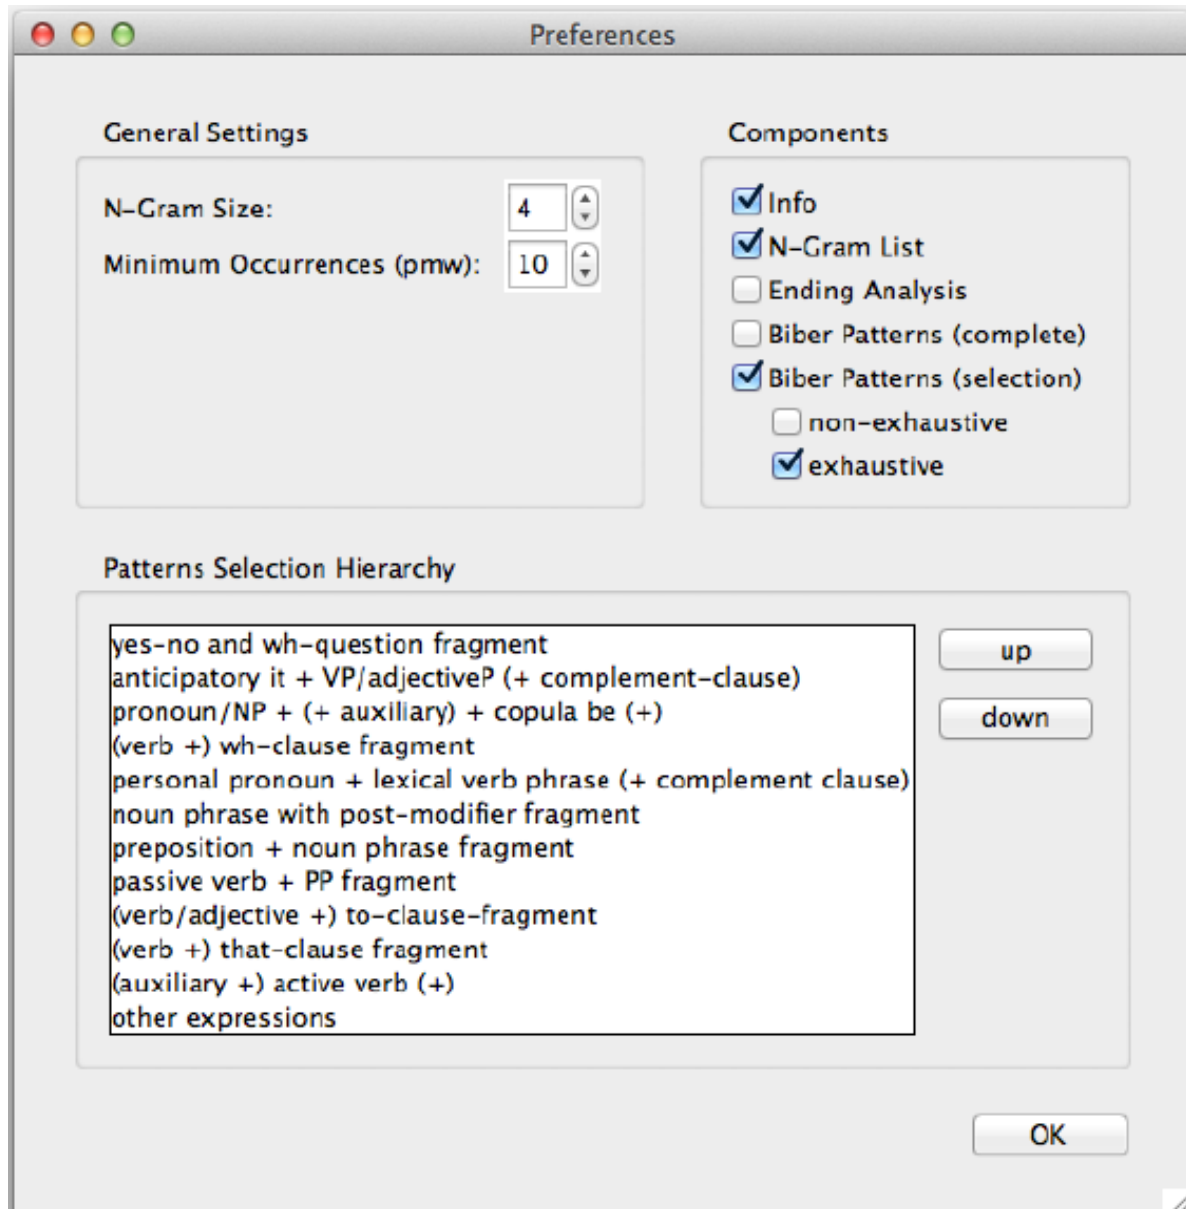 Preferences
General Settings
N-Gram Size: 4
Minimum Occurrences (pmw): 10
Components
Info
N-Gram List
Ending Analysis
Biber Patterns (complete)
Biber Patterns (selection)
non-exhaustive
exhaustive
Patterns Selection Hierarchy
yes-no and wh-question fragment
anticipatory it + VP/adjectiveP (+ complement-clause)
pronoun/NP + (+ auxiliary) + copula be (+)
(verb +) wh-clause fragment
personal pronoun + lexical verb phrase (+ complement clause)
noun phrase with post-modifier fragment
preposition + noun phrase fragment
passive verb + PP fragment
(verb/adjective +) to-clause-fragment
(verb +) that-clause fragment
(auxiliary +) active verb (+)
other expressions
up
down
OK